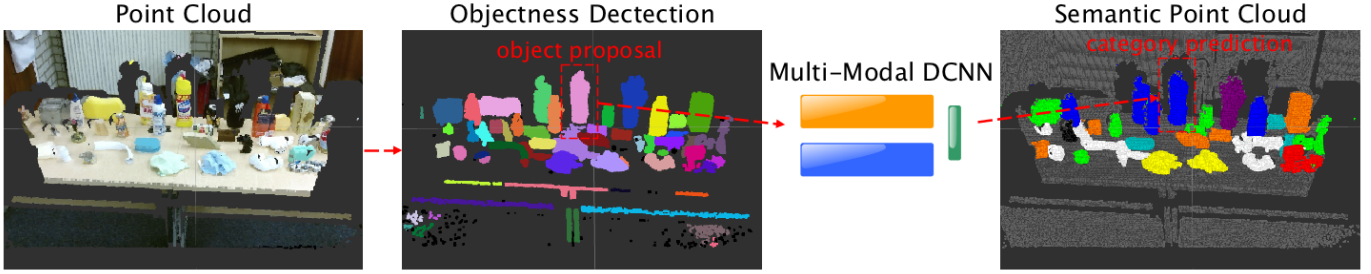 Point Cloud
Objectness Dectection
object proposal
Multi-Modal DCNN
Semantic Point Cloud
category prediction